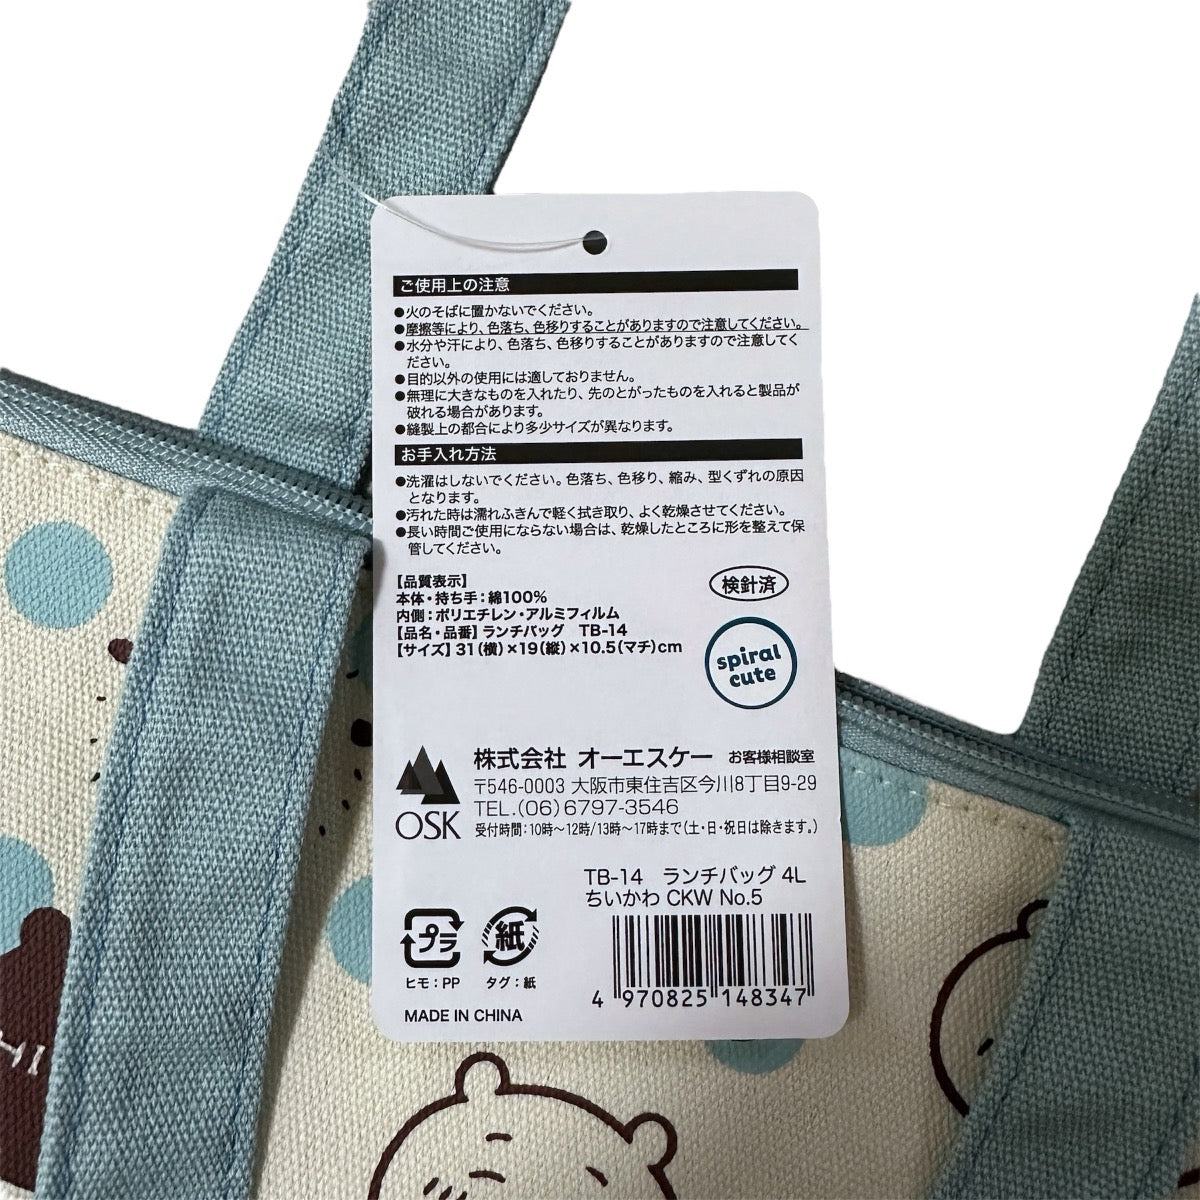 ご使用上の注意
●火のそばに置かないでください。
●摩擦等により、色落ち、色移りすることがありますので注意してください。
●水分や汗により、色落ち、色移りすることがありますので注意してく
ださい。
●目的以外の使用には適しておりません。
●無理に大きなものを入れたり、先のとがったものを入れると製品が
破れる場合があります。
●縫製上の都合により多少サイズが異なります。
お手入れ方法
●洗濯はしないでください。色落ち、色移り、縮み、型くずれの原因
となります。
●汚れた時は濡れふきんで軽く拭き取り、よく乾燥させてください。
●長い時間ご使用にならない場合は、乾燥したところに形を整えて保
管してください。
【品質表示】
本体・持ち手：綿100%
内側：ポリエチレン・アルミフィルム
【品名・品番】ランチバッグ TB-14
【サイズ】31(横)×19(縦)×10.5(マチ)cm
検針済
spiral
cute
株式会社 オーエスケー お客様相談室
〒546-0003 大阪市東住吉区今川8丁目9-29
TEL.(06)6797-3546
受付時間：10時～12時/13時～17時まで(土・日・祝日は除きます。)
OSK
TB-14 ランチバッグ 4L
ちいかわ CKW No.5
プラ
紙
ヒモ：PP
タグ：紙
4 970825 148347
MADE IN CHINA